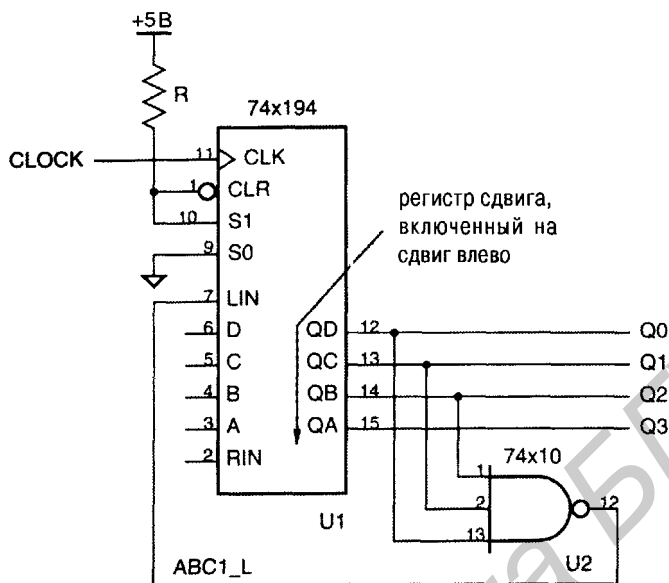 +5В
R
74x194
CLOCK
11 CLK
1 CLR
10 S1
9 S0
7 LIN
6 D
5 C
4 B
3 A
2 RIN
QD 12 Q0
QC 13 Q1
QB 14 Q2
QA 15 Q3
регистр сдвига,
включенный на
сдвиг влево
74x10
1
2
13
12
U1
U2
ABC1_L